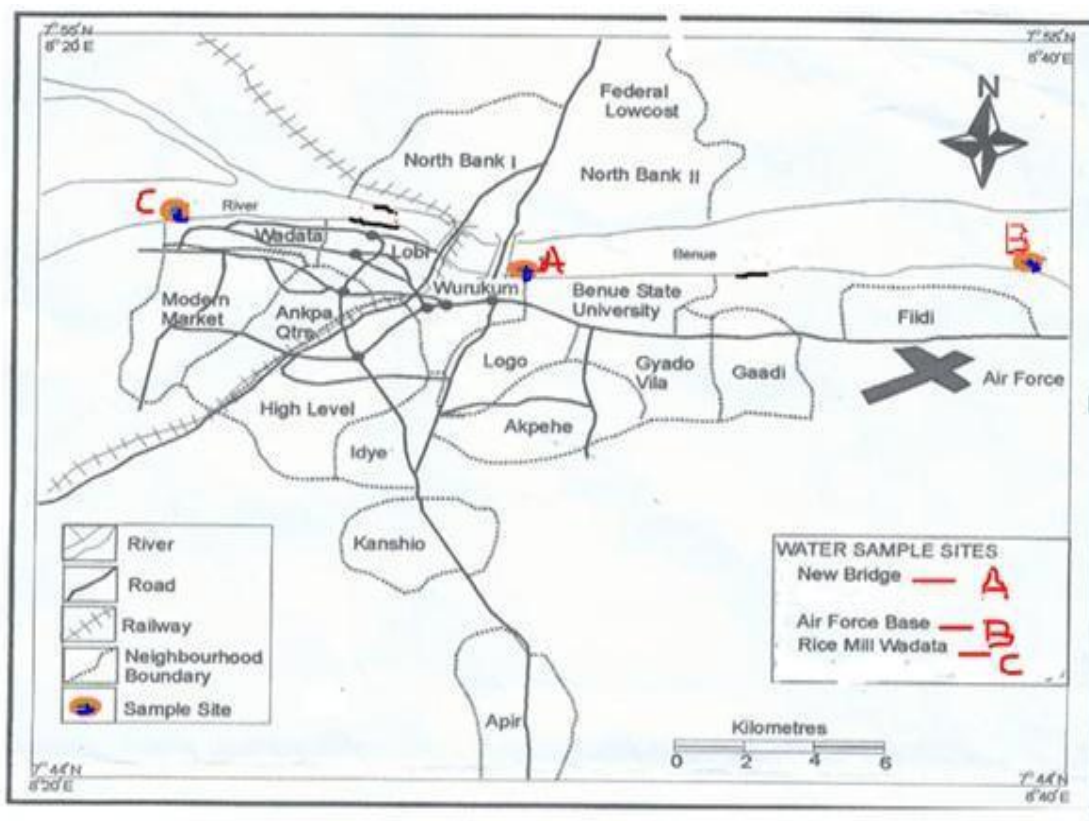 7°55'N
8°20'E
7°55'N
8°40'E
N
Federal
Lowcost
North Bank I
North Bank II
C
River
Wadata
Lobi
A
B
Benue
Wurukum
Benue State
University
Modern
Market
Ankpa
Qtrs
Fildi
Logo
Gyado
Vila
Gaadi
Air Force
High Level
Akpehe
Idye
Kanshio
Apir
River
Road
Railway
Neighbourhood
Boundary
Sample Site
WATER SAMPLE SITES
New Bridge — A
Air Force Base — B
Rice Mill Wadata — C
Kilometres
0 2 4 6
7°44'N
8°20'E
7°44'N
8°40'E